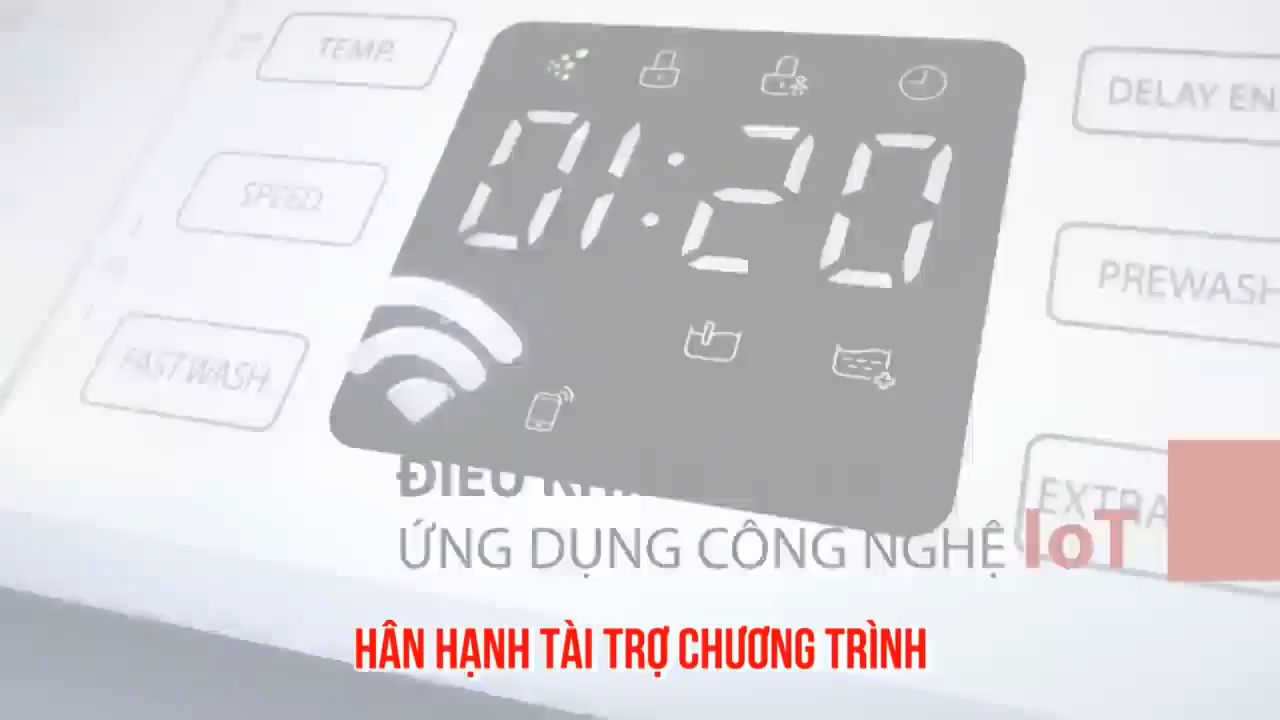 TEMP.
SPEED
FAST WASH
01:20
DELAY EN
PREWASH
EXTRA
ĐIỀU
ỨNG DỤNG CÔNG NGHỆ IoT
HÂN HẠNH TÀI TRỢ CHƯƠNG TRÌNH